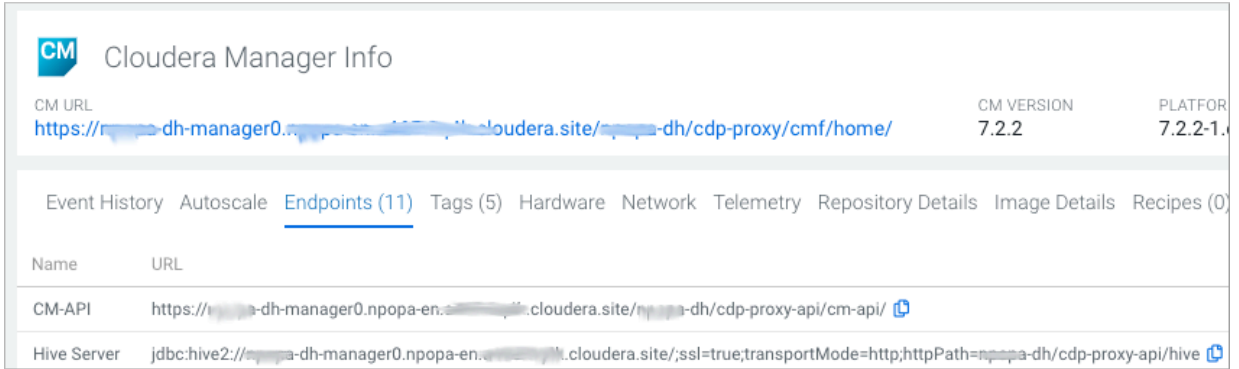 CM
Cloudera Manager Info
CM URL
CM VERSION
PLATFOR
https:// -dh-manager0. cloudera.site/ -dh/cdp-proxy/cmf/home/
7.2.2
7.2.2-1.
Event History Autoscale Endpoints (11) Tags (5) Hardware Network Telemetry Repository Details Image Details Recipes (0)
Name URL
CM-API https:// -dh-manager0.npopa-en. .cloudera.site/ -dh/cdp-proxy-api/cm-api/
Hive Server jdbc:hive2:// -dh-manager0.npopa-en. .cloudera.site/;ssl=true;transportMode=http;httpPath= -dh/cdp-proxy-api/hive